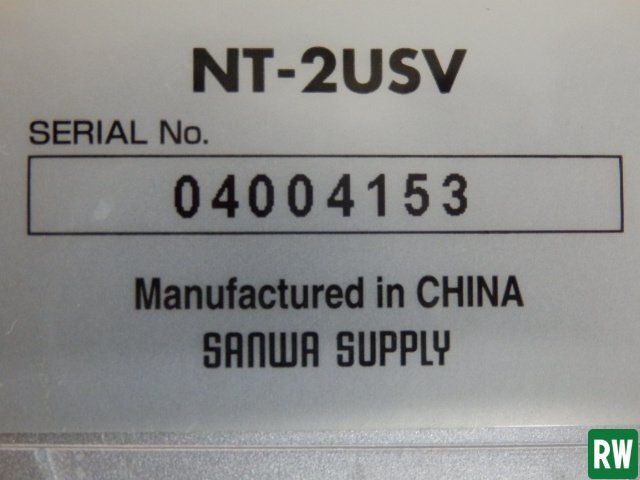 NT-2USV
SERIAL No.
04004153
Manufactured in CHINA
SANWA SUPPLY
RW